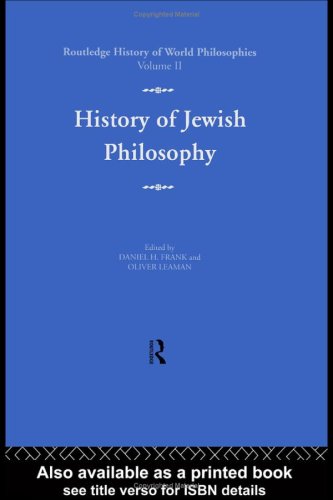 Routledge History of World Philosophies
Volume II
History of Jewish
Philosophy
Edited by
DANIEL H. FRANK and
OLIVER LEAMAN
ROUTLEDGE
Also available as a printed book
see title verso for ISBN details